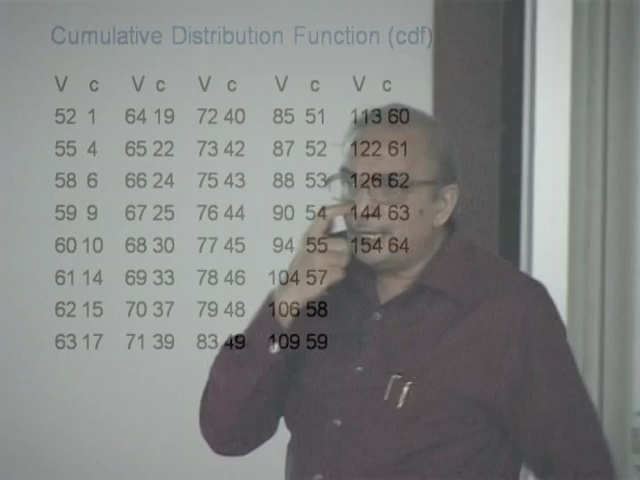 Cumulative Distribution Function (cdf)
V c V c V c V c V c
52 1 64 19 72 40 85 51 113 60
55 4 65 22 73 42 87 52 122 61
58 6 66 24 75 43 88 53 126 62
59 9 67 25 76 44 90 54 144 63
60 10 68 30 77 45 94 55 154 64
61 14 69 33 78 46 104 57
62 15 70 37 79 48 106 58
63 17 71 39 83 49 109 59